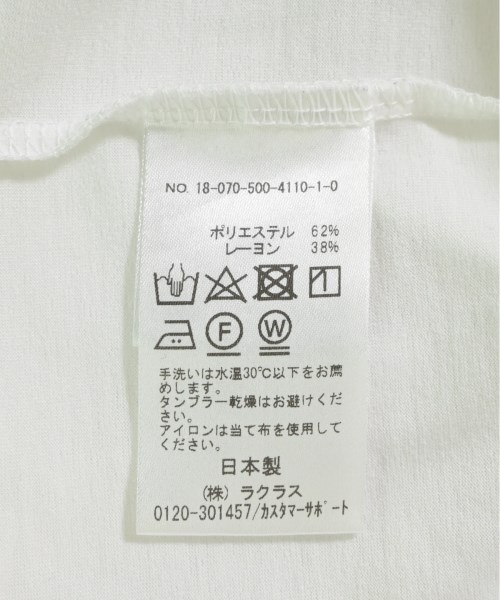 NO. 18-070-500-4110-1-0
ポリエステル 62%
レーヨン 38%
F W
手洗いは水温30℃以下をお薦
めします。
タンブラー乾燥はお避けくだ
さい。
アイロンは当て布を使用して
ください。
日本製
(株) ラクラス
0120-301457/カスタマーサポート